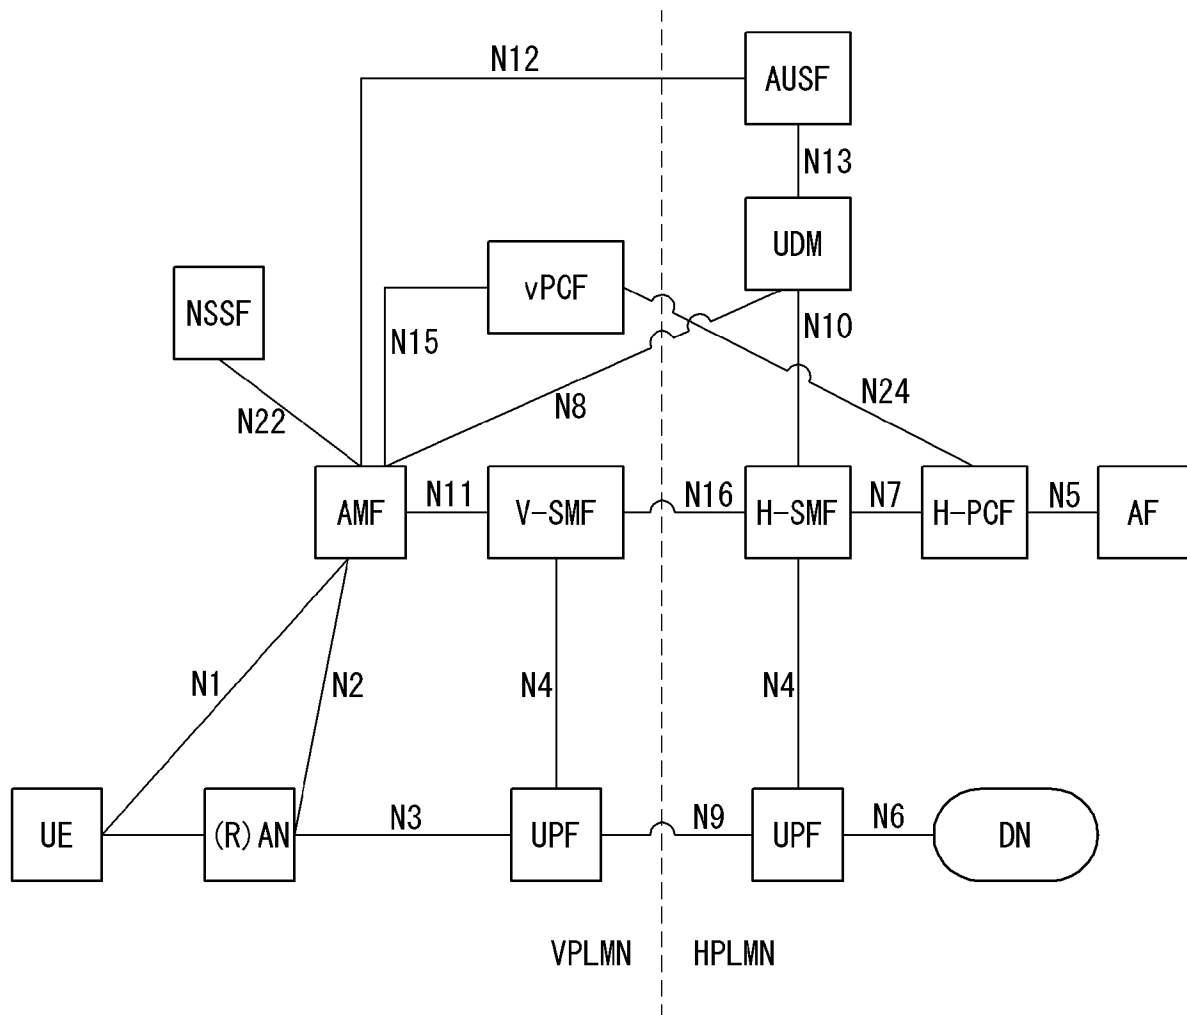 N12
AUSF
N13
UDM
vPCF
NSSF
N15
N10
N8
N24
N22
AMF
N11
V-SMF
N16
H-SMF
N7
H-PCF
N5
AF
N1
N2
N4
N4
UE
(R)AN
N3
UPF
N9
UPF
N6
DN
VPLMN
HPLMN